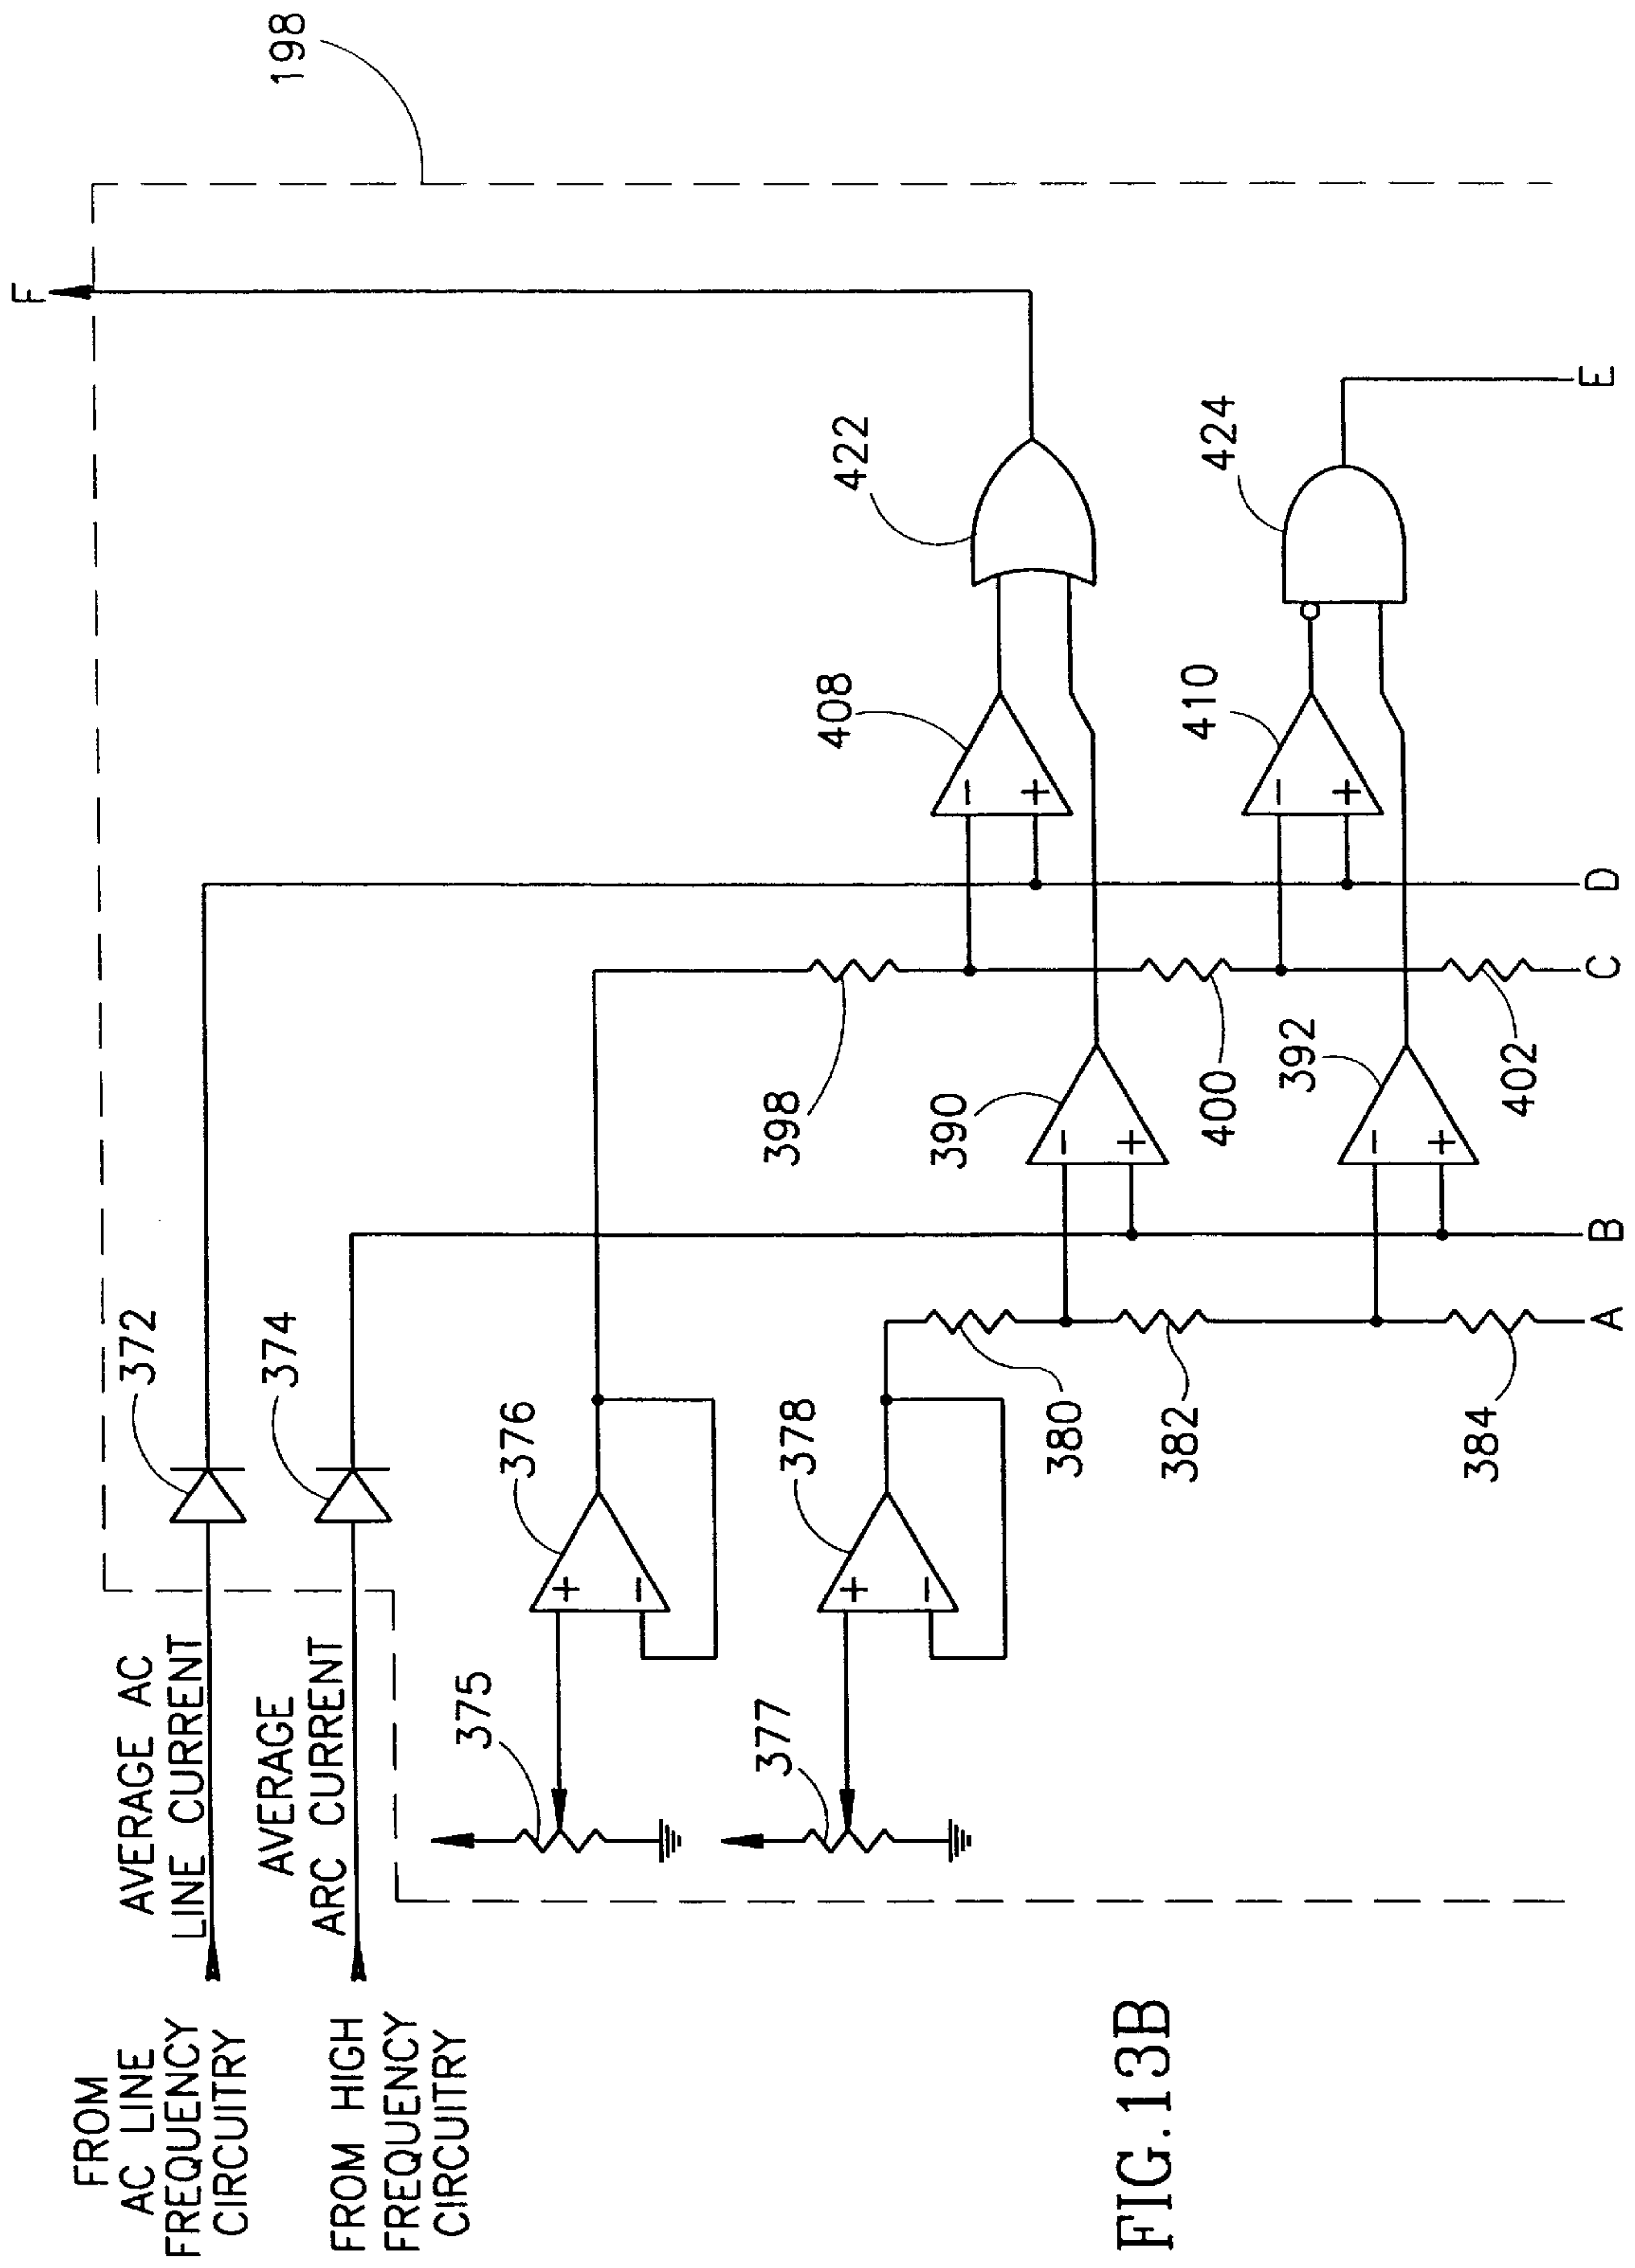 F
198
FROM
AC LINE
FREQUENCY
CIRCUITRY
AVERAGE AC
LINE CURRENT
372
FROM HIGH
FREQUENCY
CIRCUITRY
AVERAGE
ARC CURRENT
374
375
+
-
376
377
+
-
378
380
382
384
398
400
402
-
+
390
-
+
392
-
+
408
-
+
410
422
424
A
B
C
D
E
FIG.13B